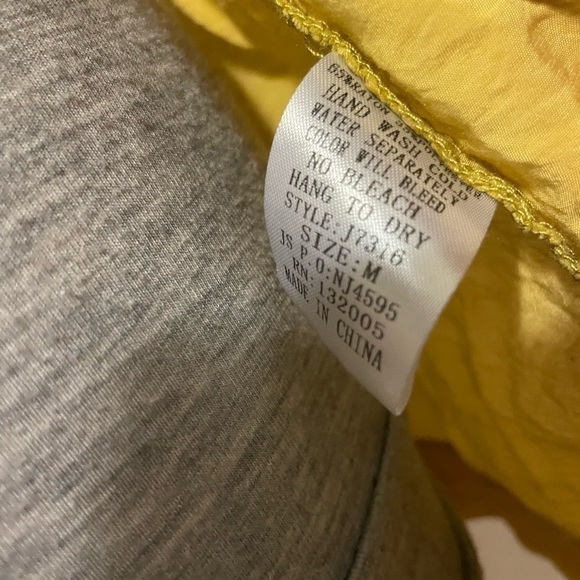 HAND WASH COLD
WATER SEPARATELY
COLOR WILL BLEED
NO BLEACH
HANG TO DRY
STYLE:J7316
SIZE:M
JS P.O:NJ4595
RN:132005
MADE IN CHINA